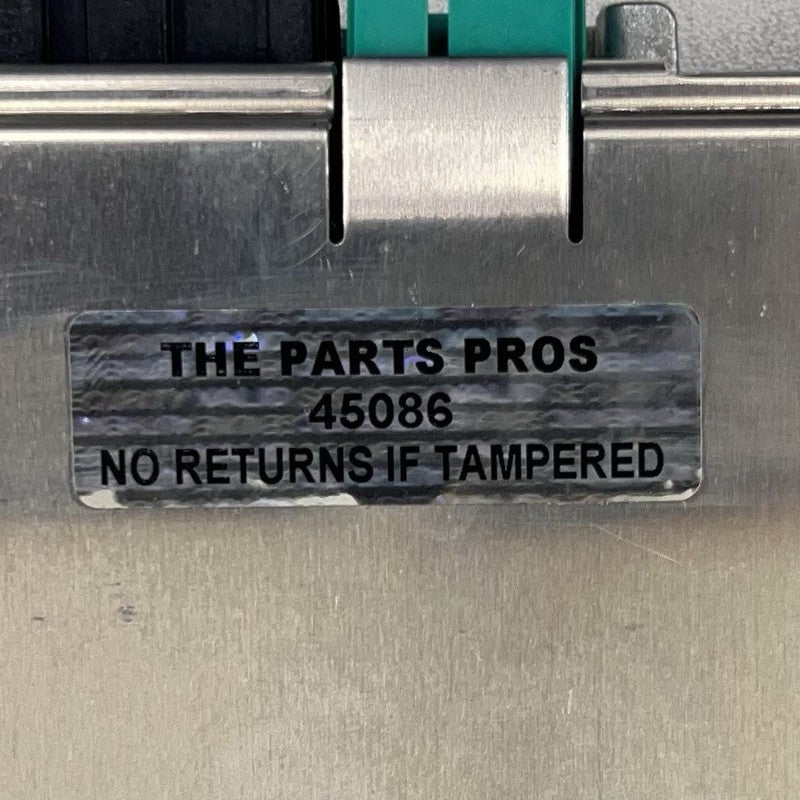 THE PARTS PROS
45086
NO RETURNS IF TAMPERED